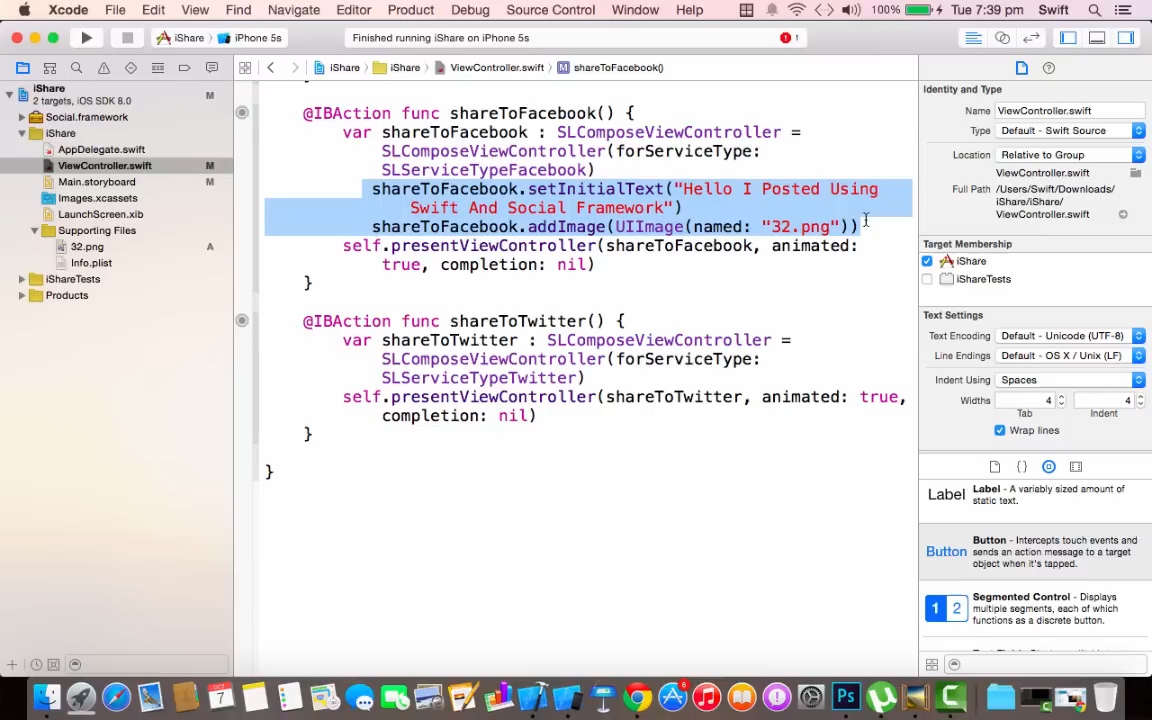 Xcode File Edit View Find Navigate Editor Product Debug Source Control Window Help 100% Tue 7:39 pm Swift
iShare iPhone 5s Finished running iShare on iPhone 5s 1
iShare iShare ViewController.swift M shareToFacebook()
iShare M
2 targets, iOS SDK 8.0
Social.framework
iShare
AppDelegate.swift
ViewController.swift M
Main.storyboard M
Images.xcassets
LaunchScreen.xib
Supporting Files
32.png A
Info.plist
iShareTests
Products
}
@IBAction func shareToFacebook() {
var shareToFacebook : SLComposeViewController =
SLComposeViewController(forServiceType:
SLServiceTypeFacebook)
shareToFacebook.setInitialText("Hello I Posted Using
Swift And Social Framework")
shareToFacebook.addImage(UIImage(named: "32.png"))
self.presentViewController(shareToFacebook, animated:
true, completion: nil)
}
@IBAction func shareToTwitter() {
var shareToTwitter : SLComposeViewController =
SLComposeViewController(forServiceType:
SLServiceTypeTwitter)
self.presentViewController(shareToTwitter, animated: true,
completion: nil)
}
}
Identity and Type
Name ViewController.swift
Type Default - Swift Source
Location Relative to Group
ViewController.swift
Full Path /Users/Swift/Downloads/
iShare/iShare/
ViewController.swift
Target Membership
iShare
iShareTests
Text Settings
Text Encoding Default - Unicode (UTF-8)
Line Endings Default - OS X / Unix (LF)
Indent Using Spaces
Widths 4 4
Tab Indent
Wrap lines
Label Label - A variably sized amount of
static text.
Button Button - Intercepts touch events and
sends an action message to a target
object when it's tapped.
1 2 Segmented Control - Displays
multiple segments, each of which
functions as a discrete button.
7
6
Ps